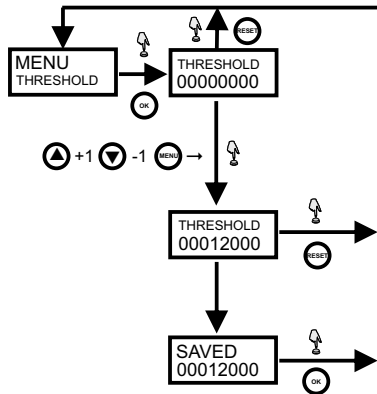 RESET
MENU
THRESHOLD
THRESHOLD
00000000
OK
+1 -1 MENU →
THRESHOLD
00012000
RESET
SAVED
00012000
OK